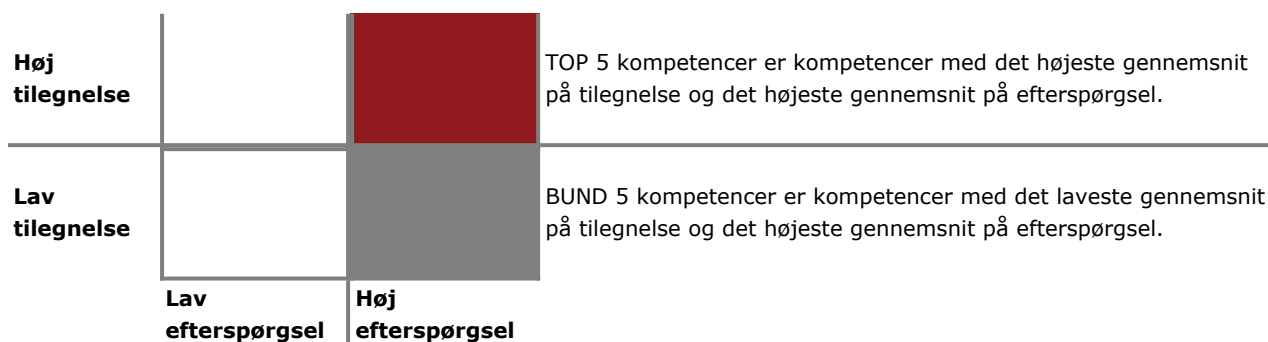 Høj
tilegnelse
TOP 5 kompetencer er kompetencer med det højeste gennemsnit
på tilegnelse og det højeste gennemsnit på efterspørgsel.
Lav
tilegnelse
BUND 5 kompetencer er kompetencer med det laveste gennemsnit
på tilegnelse og det højeste gennemsnit på efterspørgsel.
Lav
efterspørgsel
Høj
efterspørgsel